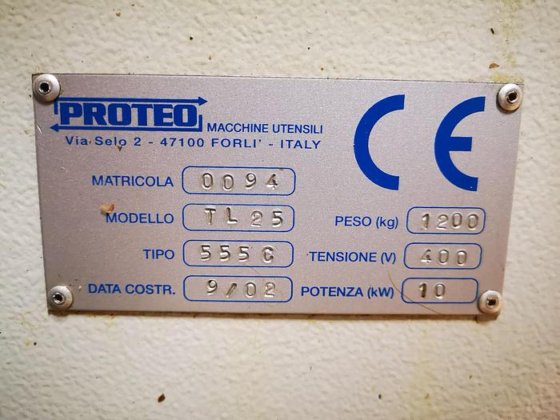 PROTEO MACCHINE UTENSILI
Via Selo 2 - 47100 FORLI' - ITALY
CE
MATRICOLA 0094
MODELLO TL25 PESO (kg) 1200
TIPO 555C TENSIONE (V) 400
DATA COSTR. 9/02 POTENZA (kW) 10